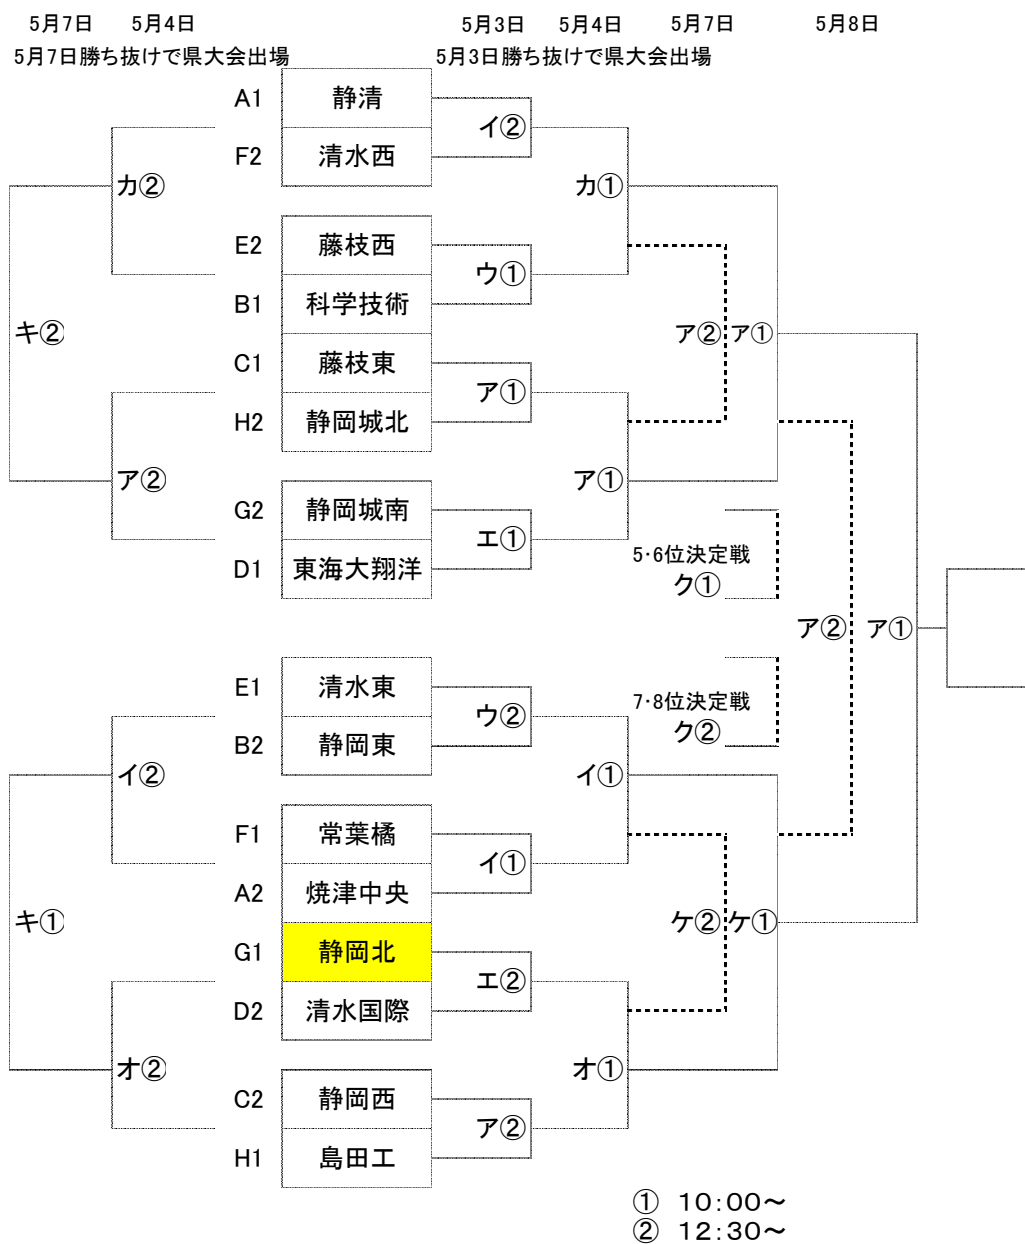 5月7日 5月4日 5月3日 5月4日 5月7日 5月8日
5月7日勝ち抜けで県大会出場 5月3日勝ち抜けで県大会出場
A1 静清
イ②
F2 清水西
カ② カ①
E2 藤枝西
ウ①
B1 科学技術
キ② ア② ア①
C1 藤枝東
ア①
H2 静岡城北
ア② ア①
G2 静岡城南
エ①
5・6位決定戦
D1 東海大翔洋
ク①
ア② ア①
E1 清水東
7・8位決定戦
ウ②
ク②
B2 静岡東
イ② イ①
F1 常葉橘
イ①
A2 焼津中央
キ① ケ② ケ①
G1 静岡北
エ②
D2 清水国際
オ② オ①
C2 静岡西
ア②
H1 島田工
① 10:00～
② 12:30～